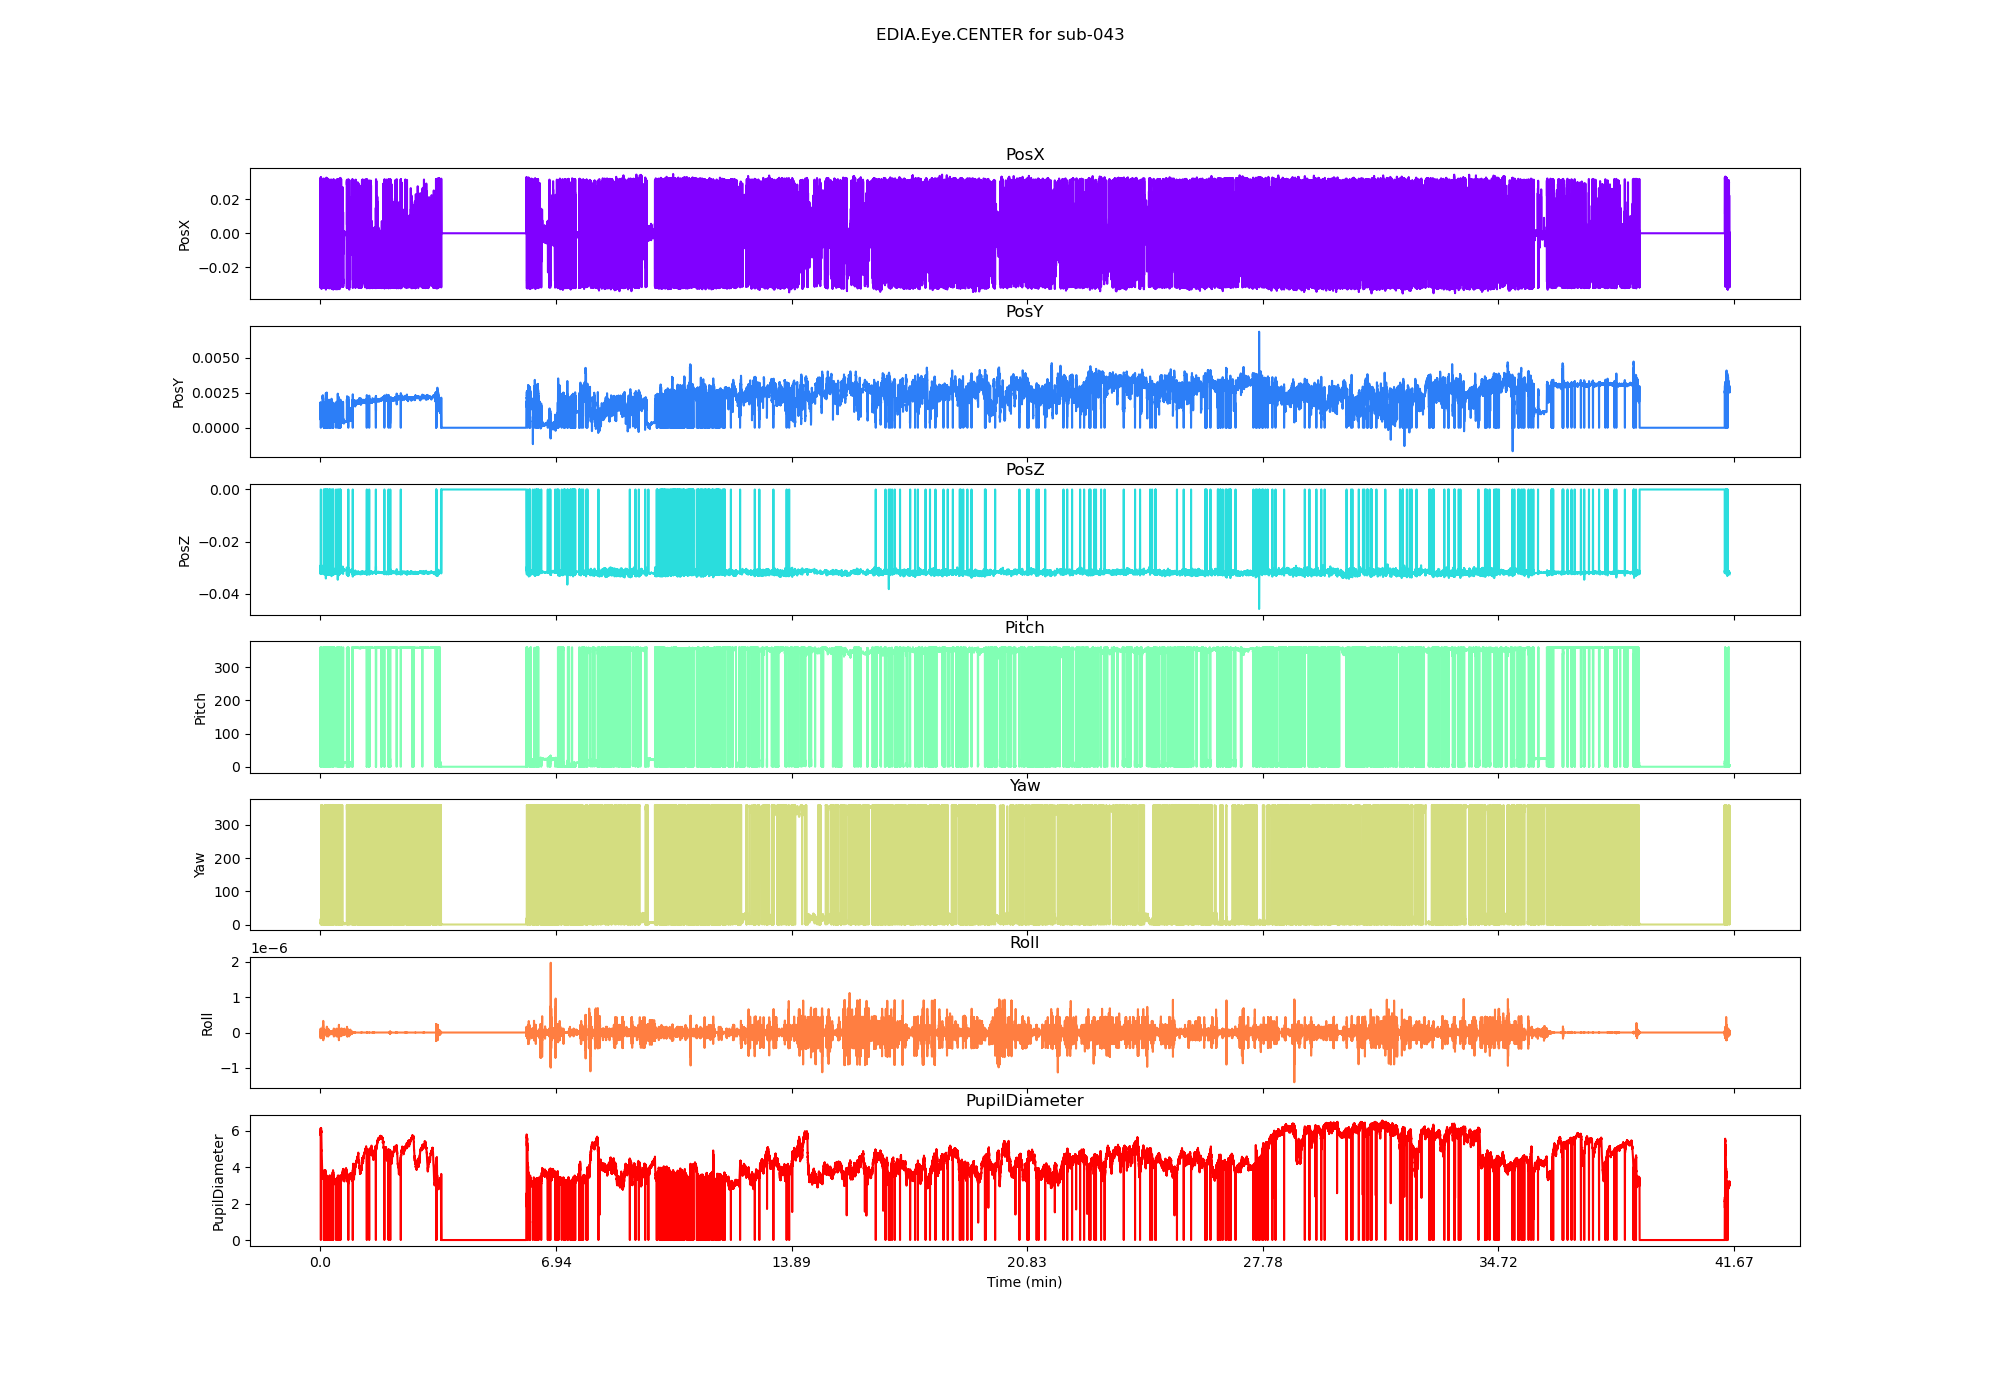 EDIA.Eye.CENTER for sub-043
PosX
PosX
0.02
0.00
−0.02
PosY
PosY
0.0050
0.0025
0.0000
PosZ
PosZ
0.00
−0.02
−0.04
Pitch
Pitch
300
200
100
0
Yaw
Yaw
300
200
100
0
1e−6
Roll
Roll
2
1
0
−1
PupilDiameter
PupilDiameter
6
4
2
0
0.0 6.94 13.89 20.83 27.78 34.72 41.67
Time (min)